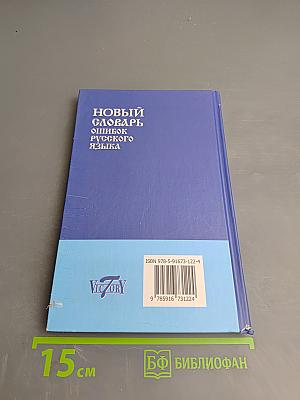 НОВЫЙ
СЛОВАРЬ
ОШИБОК
РУССКОГО
ЯЗЫКА
ISBN 978-5-91673-122-4
VICTORY
9 785916 731224
15 см
БФ БИБЛИОФАН